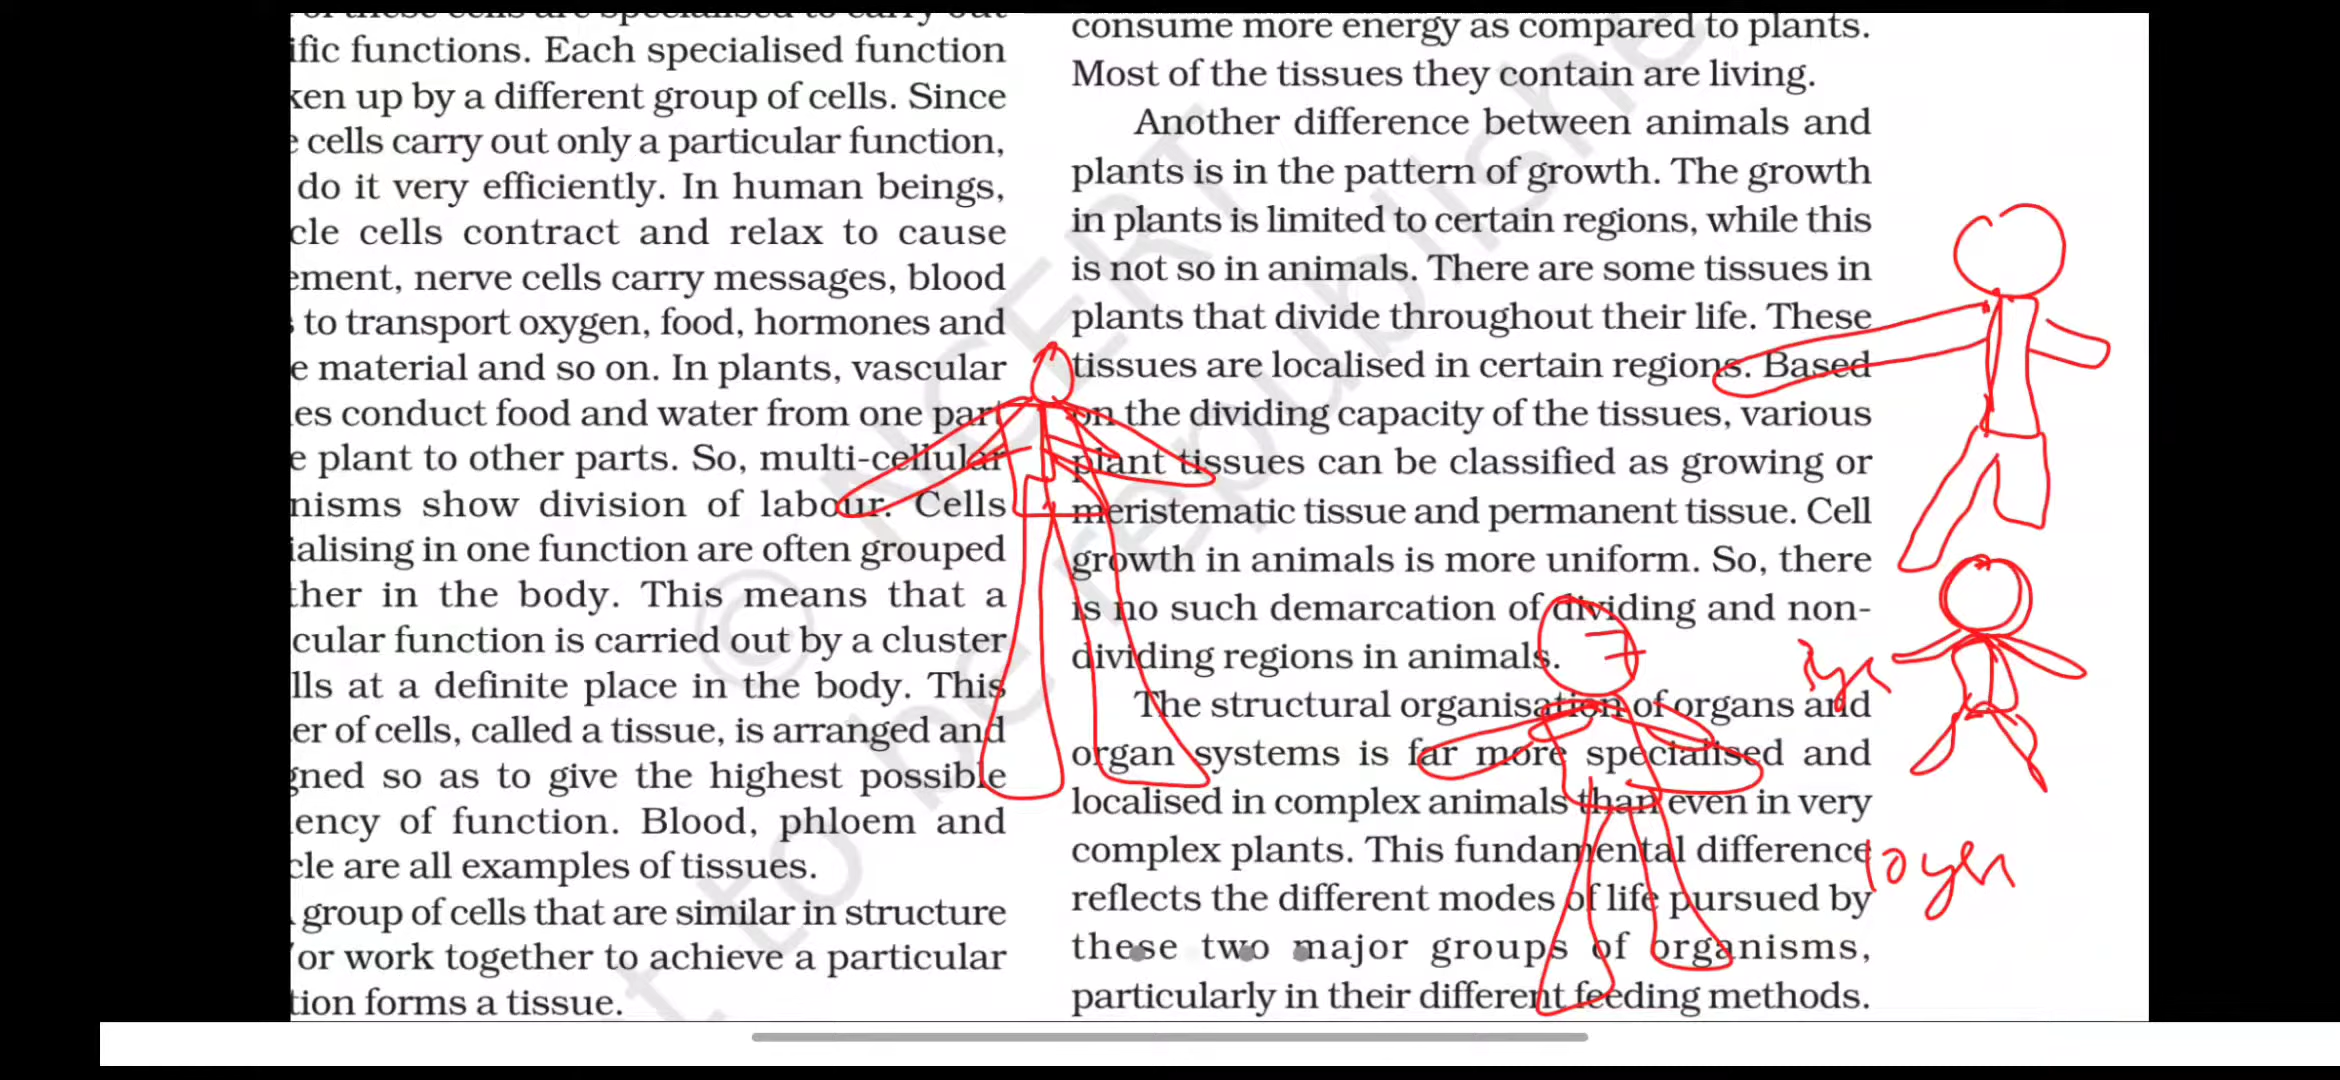 of these cells are specialised to carry out
ific functions. Each specialised function
ken up by a different group of cells. Since
e cells carry out only a particular function,
do it very efficiently. In human beings,
cle cells contract and relax to cause
ement, nerve cells carry messages, blood
s to transport oxygen, food, hormones and
e material and so on. In plants, vascular
es conduct food and water from one part
e plant to other parts. So, multi-cellular
nisms show division of labour. Cells
ialising in one function are often grouped
ther in the body. This means that a
cular function is carried out by a cluster
lls at a definite place in the body. This
er of cells, called a tissue, is arranged and
gned so as to give the highest possible
iency of function. Blood, phloem and
cle are all examples of tissues.
group of cells that are similar in structure
/or work together to achieve a particular
tion forms a tissue.
consume more energy as compared to plants.
Most of the tissues they contain are living.
Another difference between animals and
plants is in the pattern of growth. The growth
in plants is limited to certain regions, while this
is not so in animals. There are some tissues in
plants that divide throughout their life. These
tissues are localised in certain regions. Based
on the dividing capacity of the tissues, various
plant tissues can be classified as growing or
meristematic tissue and permanent tissue. Cell
growth in animals is more uniform. So, there
is no such demarcation of dividing and non-
dividing regions in animals.
The structural organisation of organs and
organ systems is far more specialised and
localised in complex animals than even in very
complex plants. This fundamental difference
reflects the different modes of life pursued by
these two major groups of organisms,
particularly in their different feeding methods.
© NCERT
t to be republishe